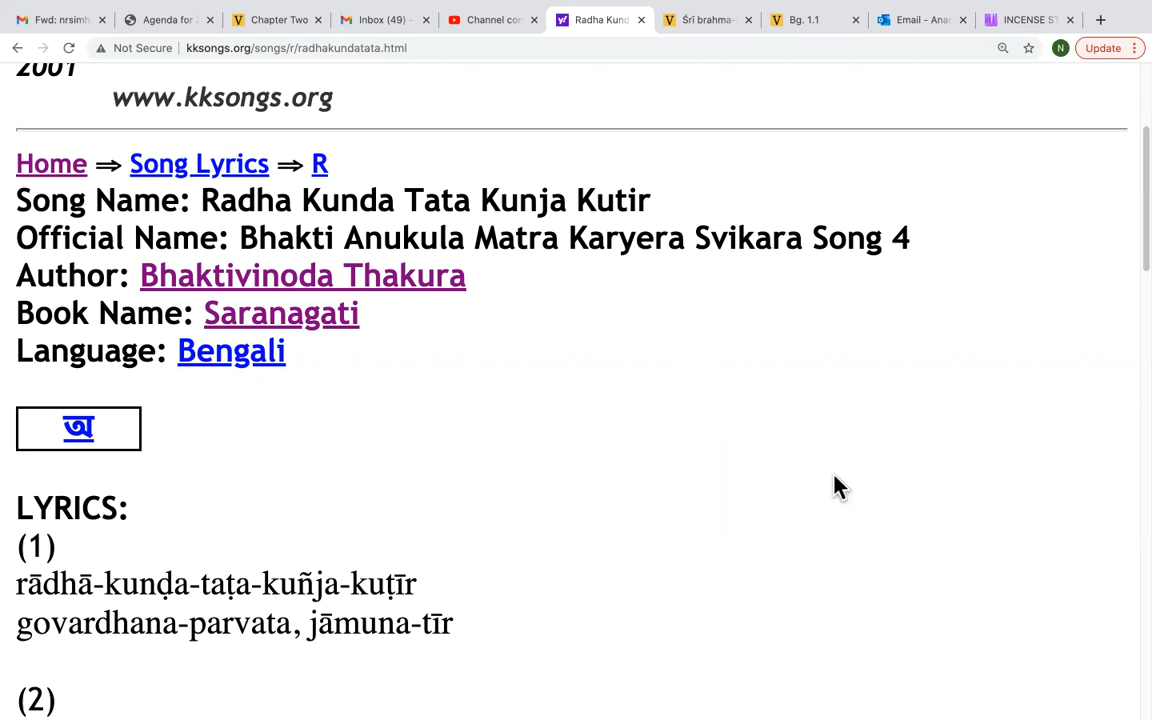 Fwd: nrsimh
Agenda for 2
Chapter Two
Inbox (49) -
Channel con
Radha Kund
Śrī brahma-
Bg. 1.1
Email - Anan
INCENSE ST
Not Secure | kksongs.org/songs/r/radhakundatata.html
N
Update
2001
www.kksongs.org
Home ⇒ Song Lyrics ⇒ R
Song Name: Radha Kunda Tata Kunja Kutir
Official Name: Bhakti Anukula Matra Karyera Svikara Song 4
Author: Bhaktivinoda Thakura
Book Name: Saranagati
Language: Bengali
অ
LYRICS:
(1)
rādhā-kuṇḍa-taṭa-kuñja-kuṭīr
govardhana-parvata, jāmuna-tīr
(2)